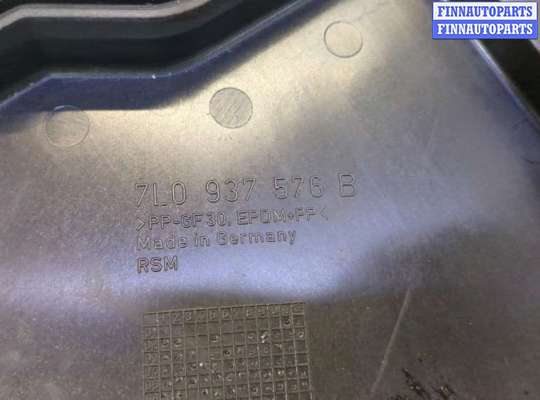 FINNAUTOPARTS
FINNAUTOPARTS
7L0 937 576 B
>PP-GF30, EPDM+PP<
Made in Germany
RSM